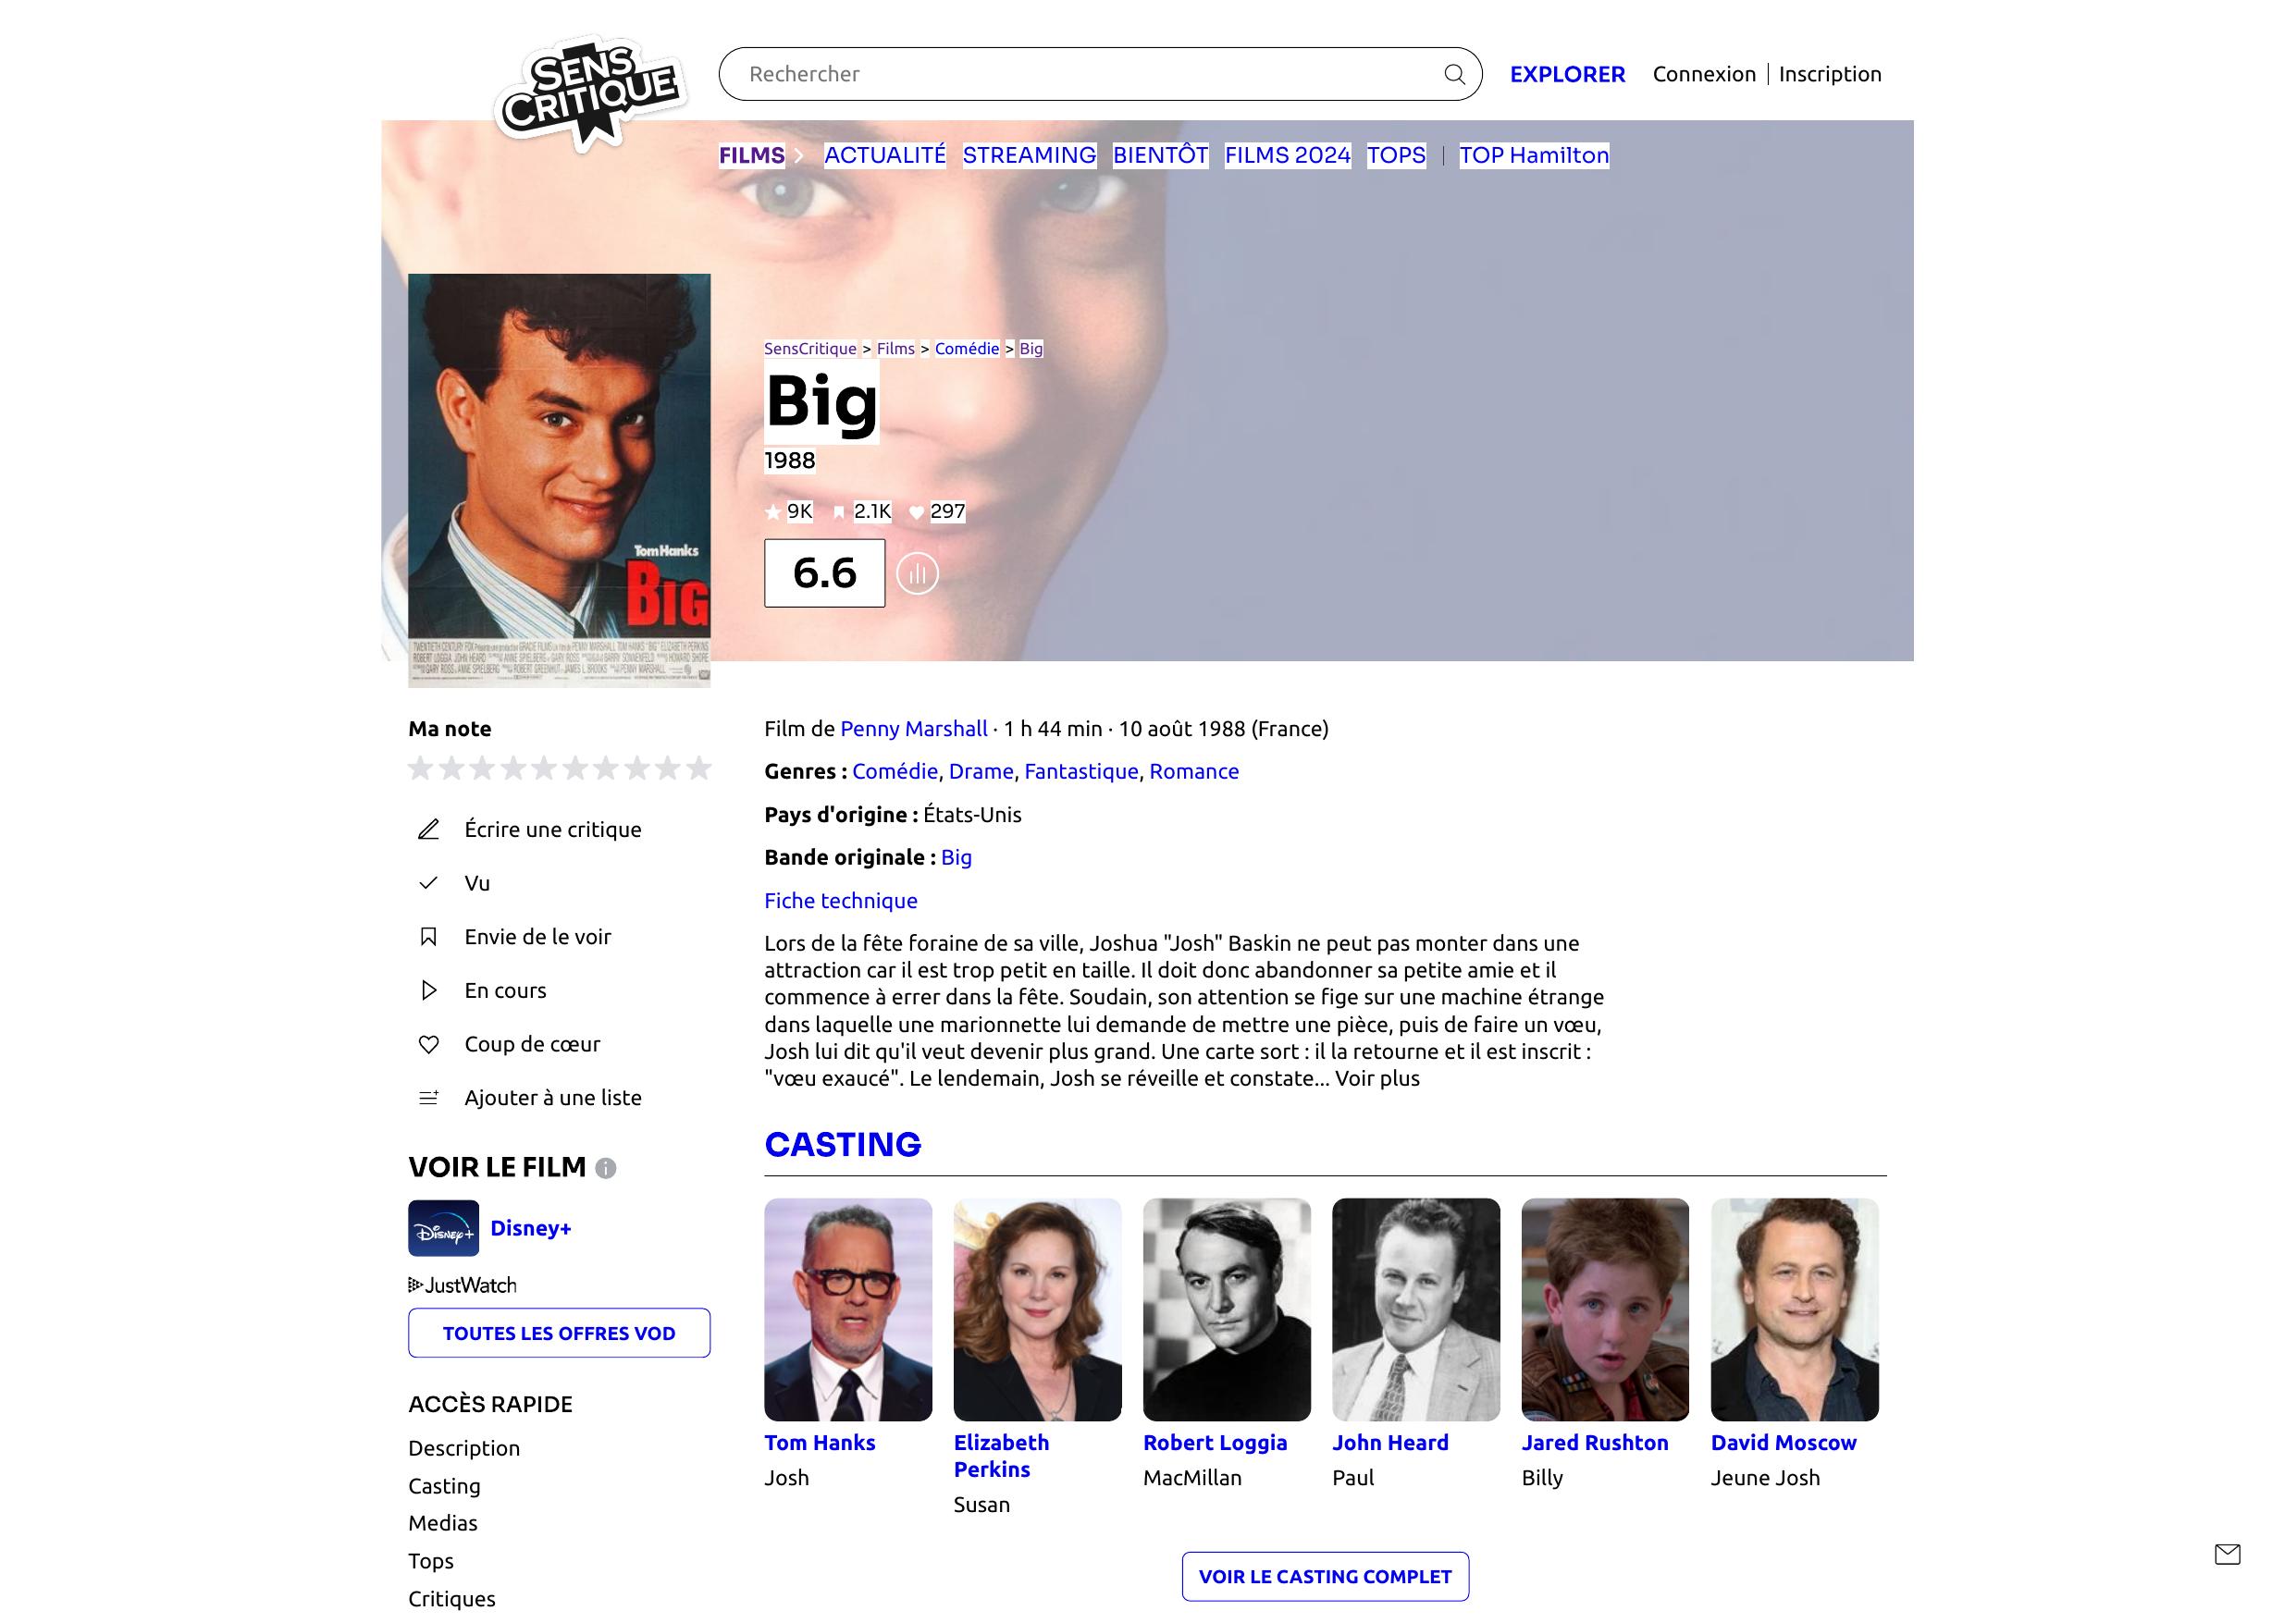 SENS CRITIQUE
Rechercher
EXPLORER Connexion | Inscription
FILMS ACTUALITÉ STREAMING BIENTÔT FILMS 2024 TOPS | TOP Hamilton
SensCritique > Films > Comédie > Big
Big
1988
9K 2.1K 297
6.6
Tom Hanks
BIG
Ma note
Écrire une critique
Vu
Envie de le voir
En cours
Coup de cœur
Ajouter à une liste
VOIR LE FILM
Disney+ Disney+
JustWatch
TOUTES LES OFFRES VOD
ACCÈS RAPIDE
Description
Casting
Medias
Tops
Critiques
Film de Penny Marshall · 1 h 44 min · 10 août 1988 (France)
Genres : Comédie, Drame, Fantastique, Romance
Pays d'origine : États-Unis
Bande originale : Big
Fiche technique
Lors de la fête foraine de sa ville, Joshua "Josh" Baskin ne peut pas monter dans une
attraction car il est trop petit en taille. Il doit donc abandonner sa petite amie et il
commence à errer dans la fête. Soudain, son attention se fige sur une machine étrange
dans laquelle une marionnette lui demande de mettre une pièce, puis de faire un vœu,
Josh lui dit qu'il veut devenir plus grand. Une carte sort : il la retourne et il est inscrit :
"vœu exaucé". Le lendemain, Josh se réveille et constate... Voir plus
CASTING
Tom Hanks
Josh
Elizabeth
Perkins
Susan
Robert Loggia
MacMillan
John Heard
Paul
Jared Rushton
Billy
David Moscow
Jeune Josh
VOIR LE CASTING COMPLET